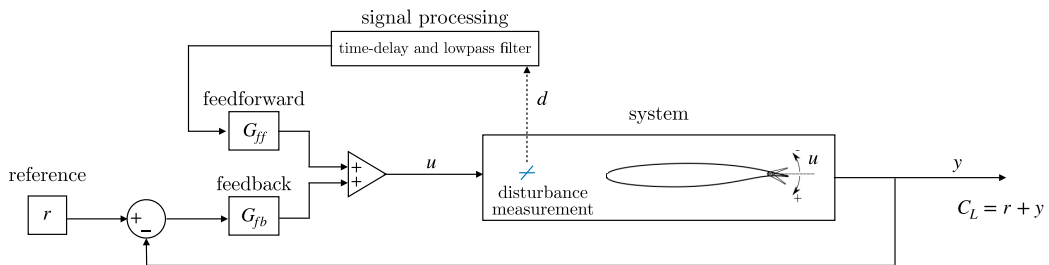 signal processing
time-delay and lowpass filter
d
feedforward
G_ff
system
+
+
u
-
u
+
disturbance
measurement
y
C_L = r + y
reference
r
+
-
feedback
G_fb